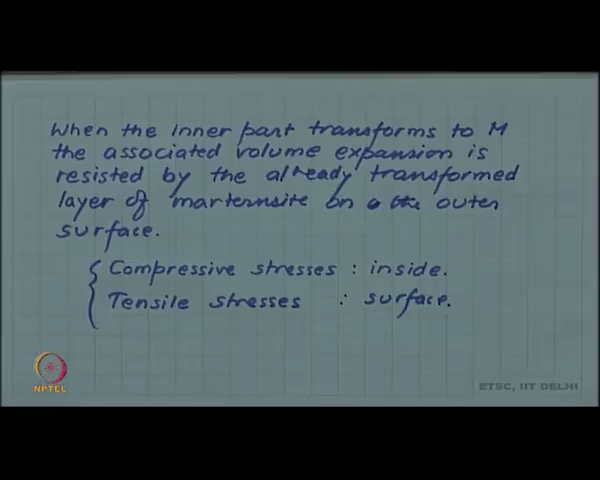 When the inner part transforms to M
the associated volume expansion is
resisted by the already transformed
layer of marternsite on the outer
surface.
Compressive stresses : inside.
Tensile stresses : surface.
NPTEL
ETSC, IIT DELHI